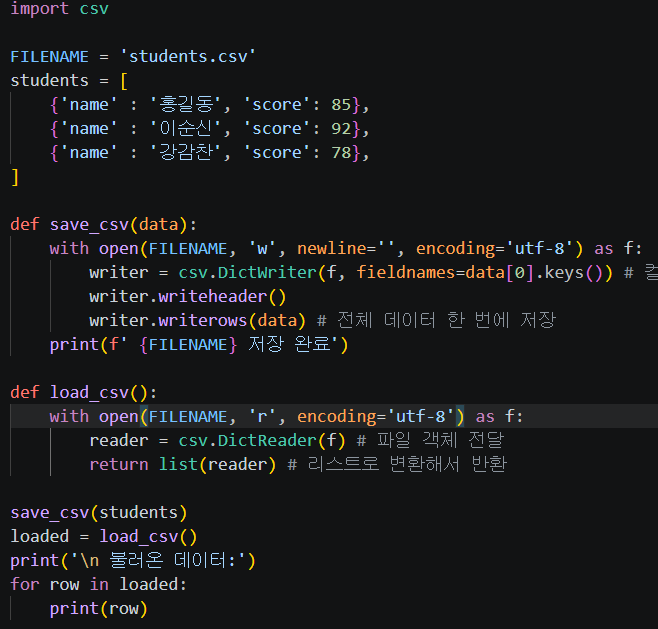 import csv
FILENAME = 'students.csv'
students = [
    {'name' : '홍길동', 'score': 85},
    {'name' : '이순신', 'score': 92},
    {'name' : '강감찬', 'score': 78},
]
def save_csv(data):
    with open(FILENAME, 'w', newline='', encoding='utf-8') as f:
        writer = csv.DictWriter(f, fieldnames=data[0].keys()) #
        writer.writeheader()
        writer.writerows(data) # 전체 데이터 한 번에 저장
    print(f' {FILENAME} 저장 완료')
def load_csv():
    with open(FILENAME, 'r', encoding='utf-8') as f:
        reader = csv.DictReader(f) # 파일 객체 전달
        return list(reader) # 리스트로 변환해서 반환
save_csv(students)
loaded = load_csv()
print('\n 불러온 데이터:')
for row in loaded:
    print(row)